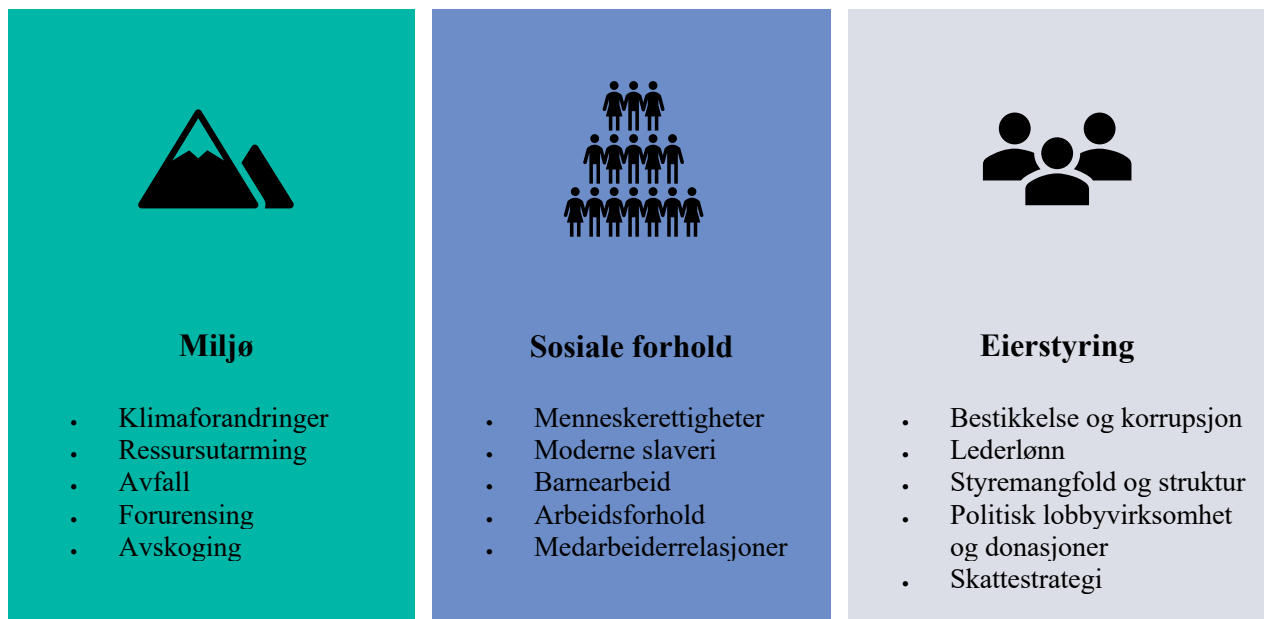 Miljø
• Klimaforandringer
• Ressursutarming
• Avfall
• Forurensing
• Avskoging
Sosiale forhold
• Menneskerettigheter
• Moderne slaveri
• Barnearbeid
• Arbeidsforhold
• Medarbeiderrelasjoner
Eierstyring
• Bestikkelse og korrupsjon
• Lederlønn
• Styremangfold og struktur
• Politisk lobbyvirksomhet
og donasjoner
• Skattestrategi